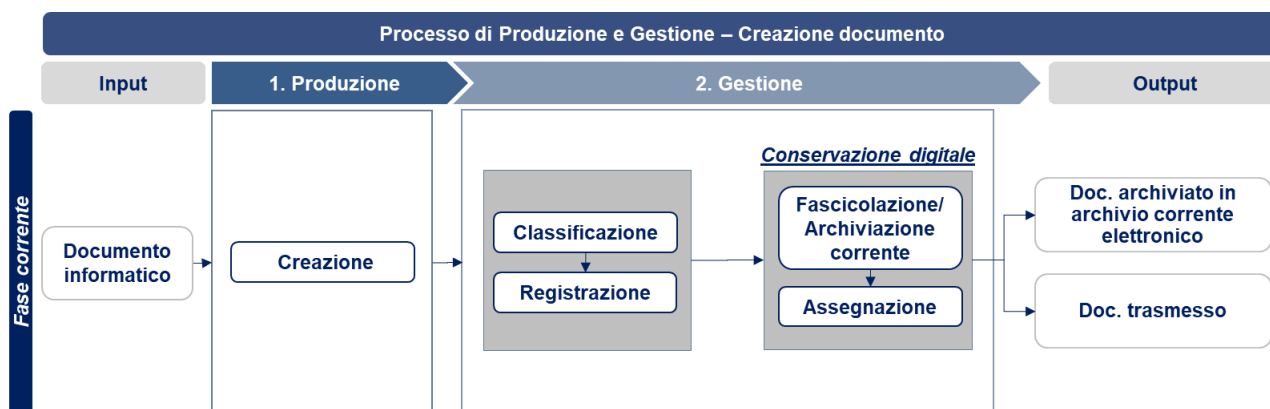 Processo di Produzione e Gestione – Creazione documento
Input
1. Produzione
2. Gestione
Output
Fase corrente
Documento
informatico
Creazione
Classificazione
Registrazione
Conservazione digitale
Fascicolazione/
Archiviazione
corrente
Assegnazione
Doc. archiviato in
archivio corrente
elettronico
Doc. trasmesso